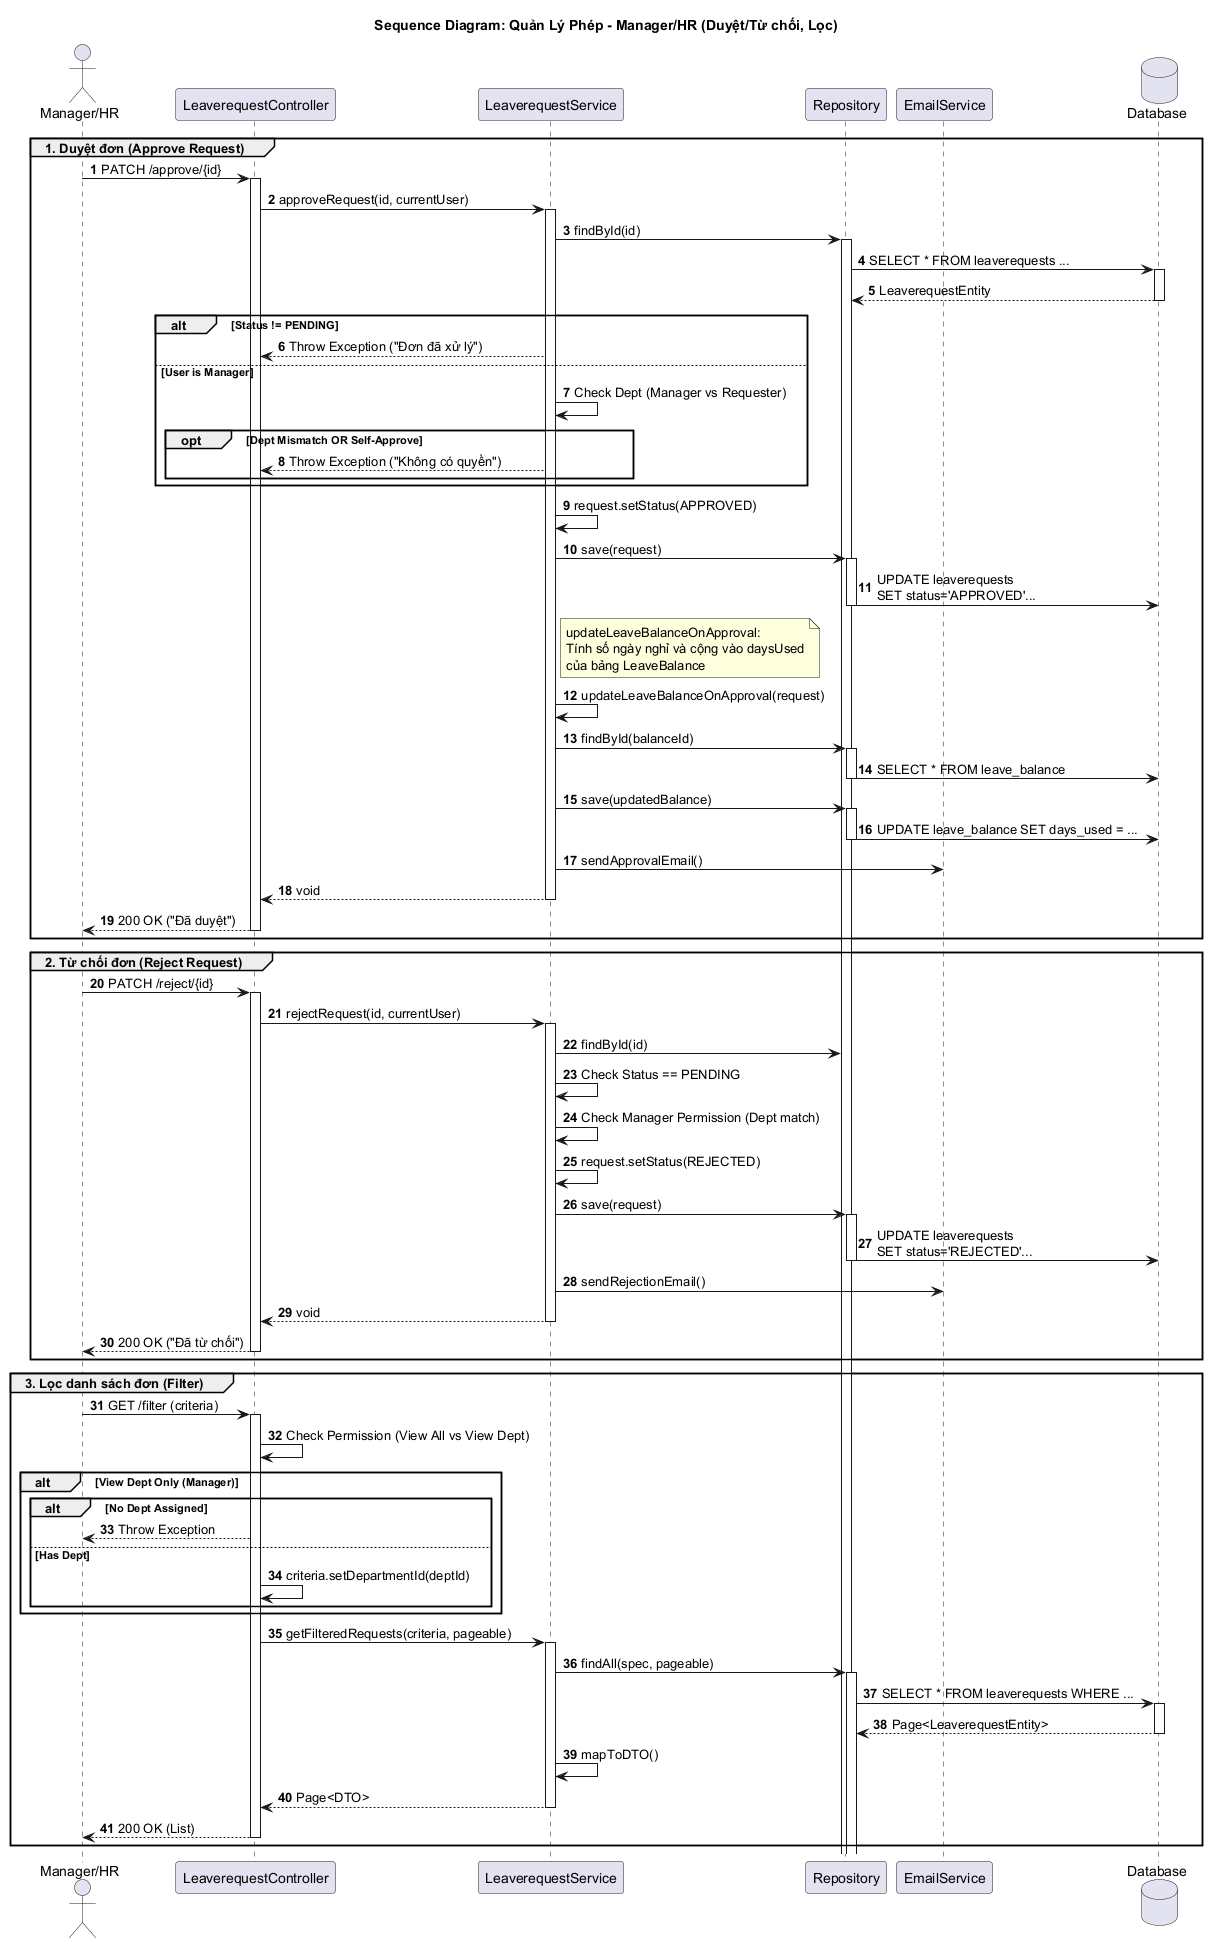 Sequence Diagram: Quản Lý Phép - Manager/HR (Duyệt/Từ chối, Lọc)
Manager/HR
LeaverequestController
LeaverequestService
Repository
EmailService
Database
1. Duyệt đơn (Approve Request)
1 PATCH /approve/{id}
2 approveRequest(id, currentUser)
3 findById(id)
4 SELECT * FROM leaverequests ...
5 LeaverequestEntity
alt [Status != PENDING]
6 Throw Exception ("Đơn đã xử lý")
[User is Manager]
7 Check Dept (Manager vs Requester)
opt [Dept Mismatch OR Self-Approve]
8 Throw Exception ("Không có quyền")
9 request.setStatus(APPROVED)
10 save(request)
11 UPDATE leaverequests
SET status='APPROVED'...
updateLeaveBalanceOnApproval:
Tính số ngày nghỉ và cộng vào daysUsed
của bảng LeaveBalance
12 updateLeaveBalanceOnApproval(request)
13 findById(balanceId)
14 SELECT * FROM leave_balance
15 save(updatedBalance)
16 UPDATE leave_balance SET days_used = ...
17 sendApprovalEmail()
18 void
19 200 OK ("Đã duyệt")
2. Từ chối đơn (Reject Request)
20 PATCH /reject/{id}
21 rejectRequest(id, currentUser)
22 findById(id)
23 Check Status == PENDING
24 Check Manager Permission (Dept match)
25 request.setStatus(REJECTED)
26 save(request)
27 UPDATE leaverequests
SET status='REJECTED'...
28 sendRejectionEmail()
29 void
30 200 OK ("Đã từ chối")
3. Lọc danh sách đơn (Filter)
31 GET /filter (criteria)
32 Check Permission (View All vs View Dept)
alt [View Dept Only (Manager)]
alt [No Dept Assigned]
33 Throw Exception
[Has Dept]
34 criteria.setDepartmentId(deptId)
35 getFilteredRequests(criteria, pageable)
36 findAll(spec, pageable)
37 SELECT * FROM leaverequests WHERE ...
38 Page<LeaverequestEntity>
39 mapToDTO()
40 Page<DTO>
41 200 OK (List)
Manager/HR
LeaverequestController
LeaverequestService
Repository
EmailService
Database